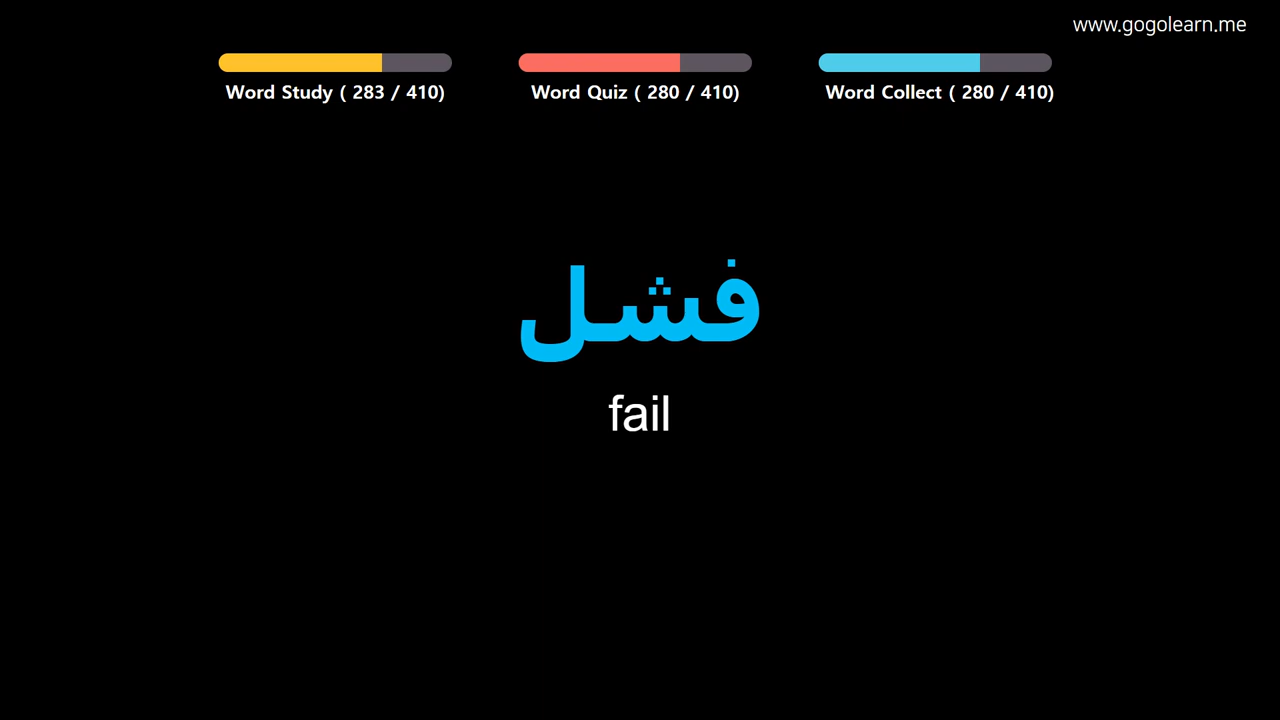 www.gogolearn.me
Word Study ( 283 / 410)
Word Quiz ( 280 / 410)
Word Collect ( 280 / 410)
فشل
fail